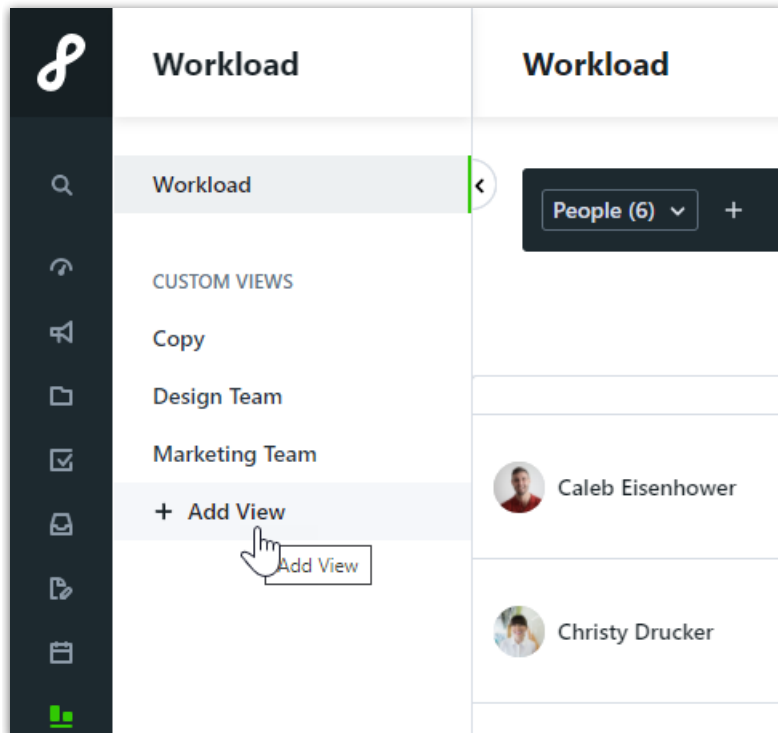 Workload
Workload
Workload
People (6)
+
CUSTOM VIEWS
Copy
Design Team
Marketing Team
+ Add View
Add View
Caleb Eisenhower
Christy Drucker